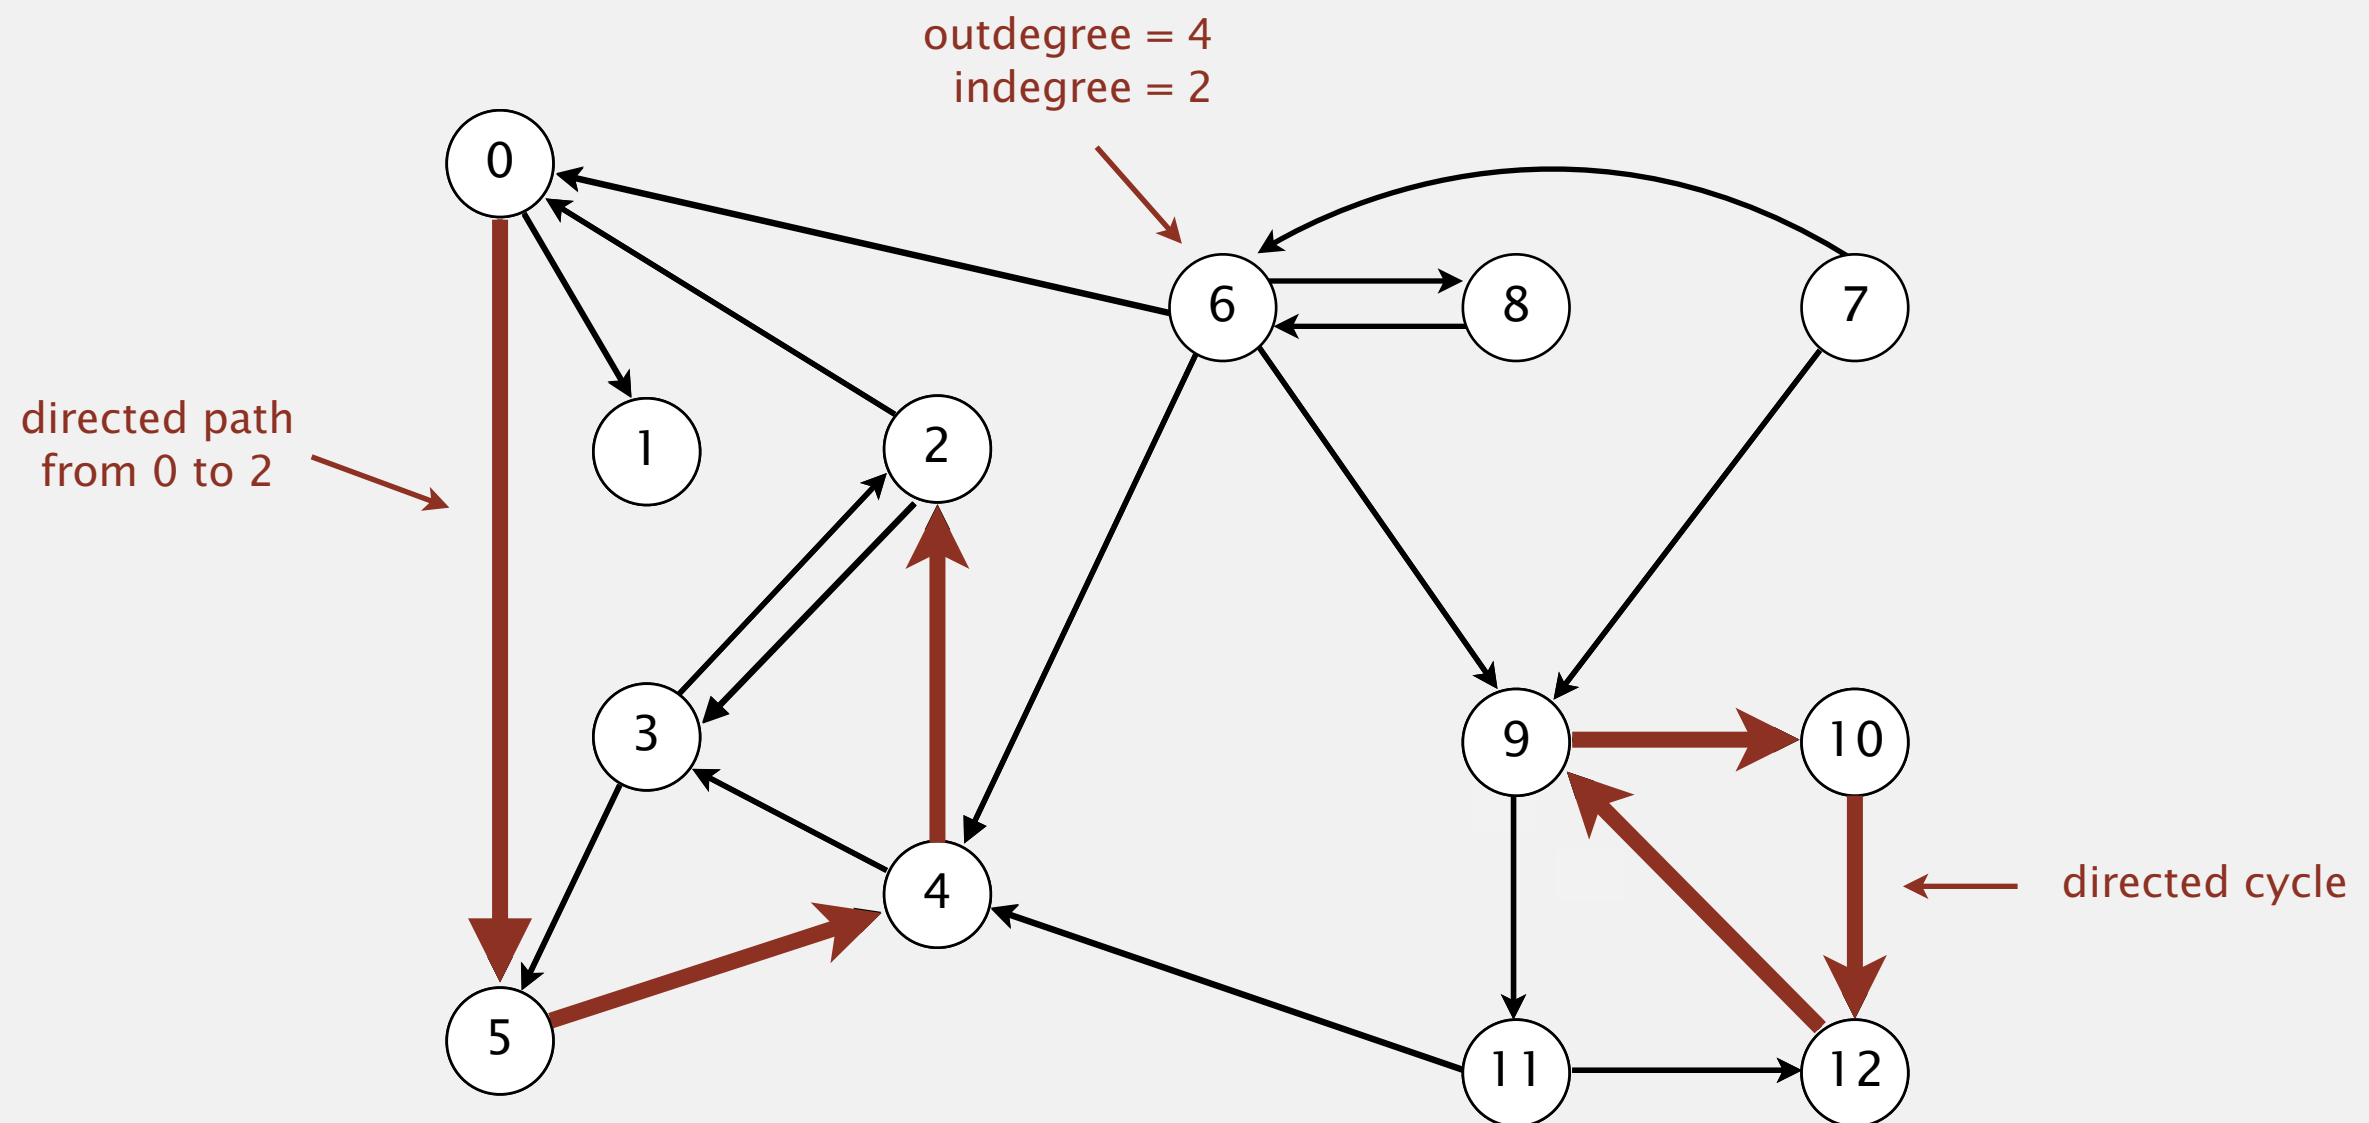 outdegree = 4
indegree = 2
0
6
8
7
directed path
from 0 to 2
1
2
3
9
10
4
directed cycle
5
11
12